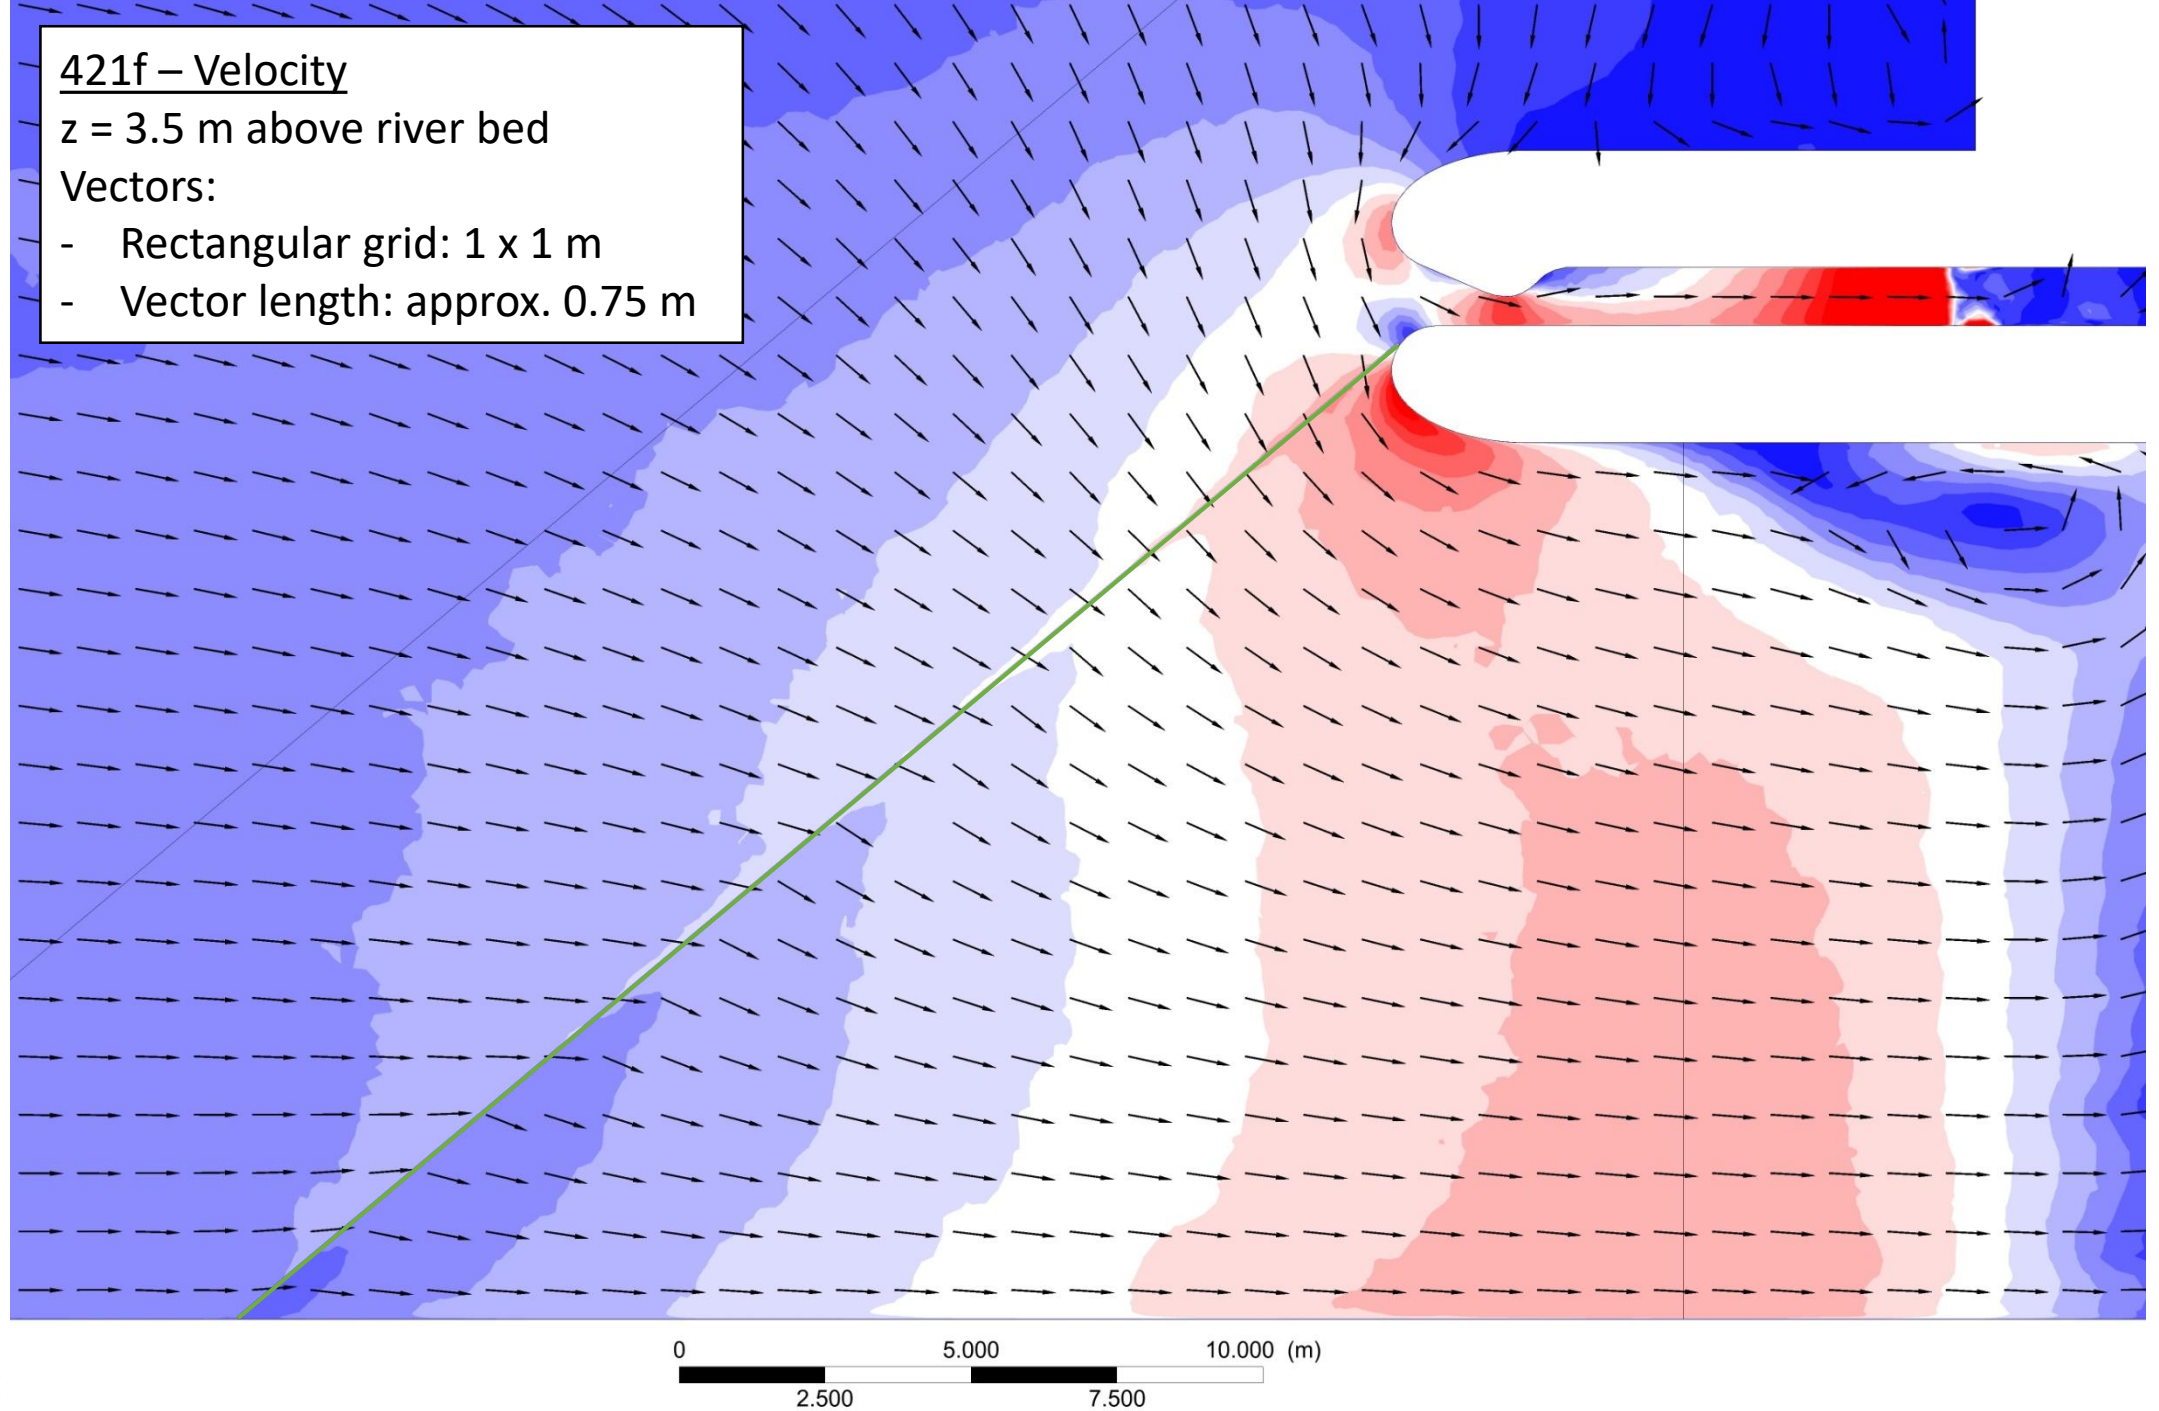 421f – Velocity
z = 3.5 m above river bed
Vectors:
- Rectangular grid: 1 x 1 m
- Vector length: approx. 0.75 m
0 5.000 10.000 (m)
2.500 7.500